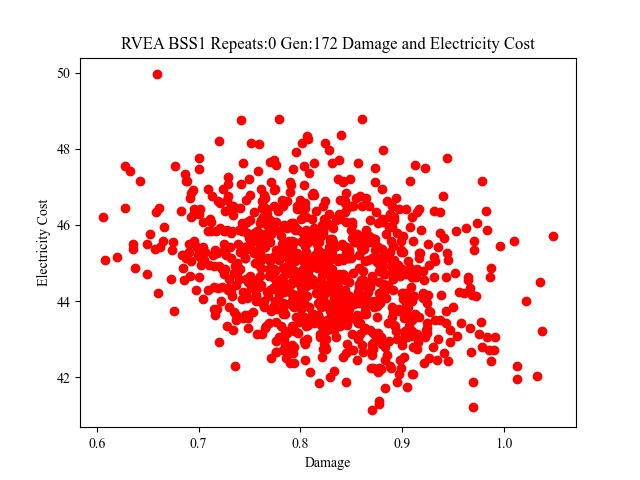 RVEA BSS1 Repeats:0 Gen:172 Damage and Electricity Cost
50
48
46
44
42
Electricity Cost
0.6 0.7 0.8 0.9 1.0
Damage